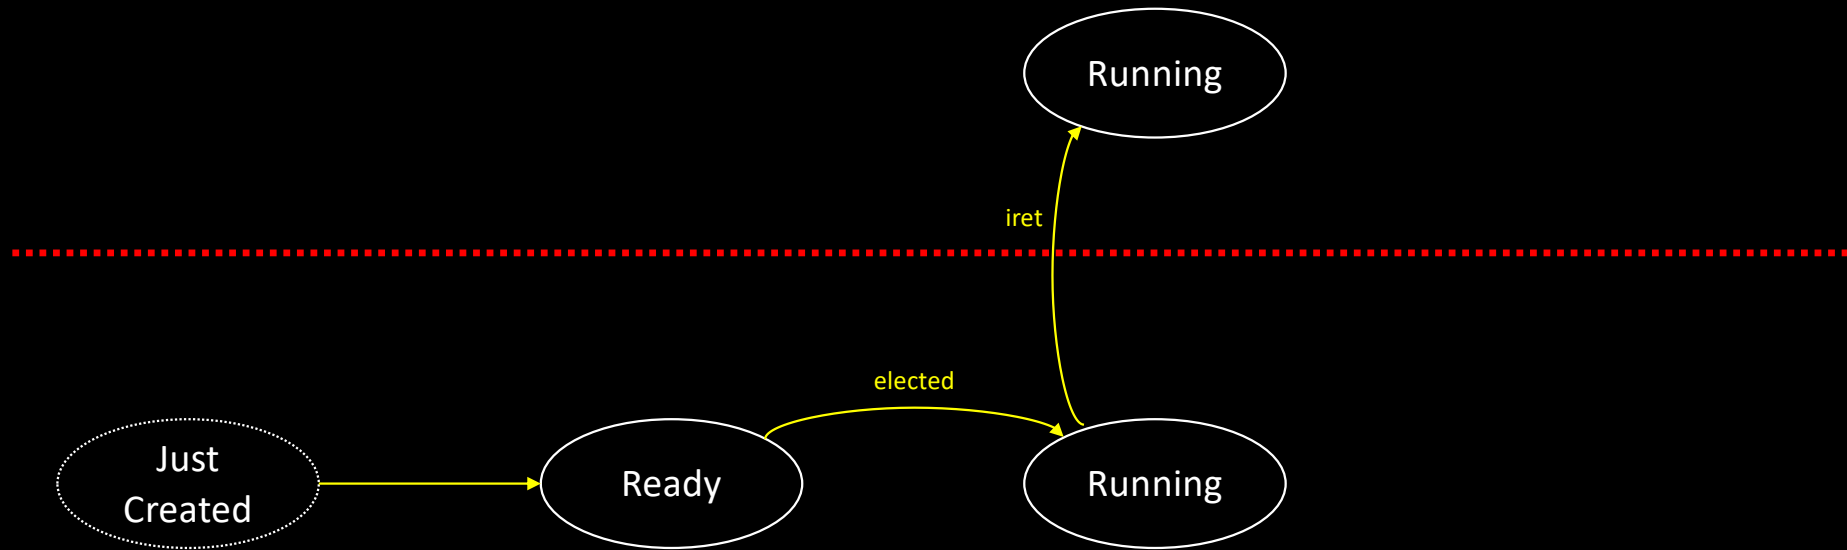 Running
iret
elected
Just
Created
Ready
Running